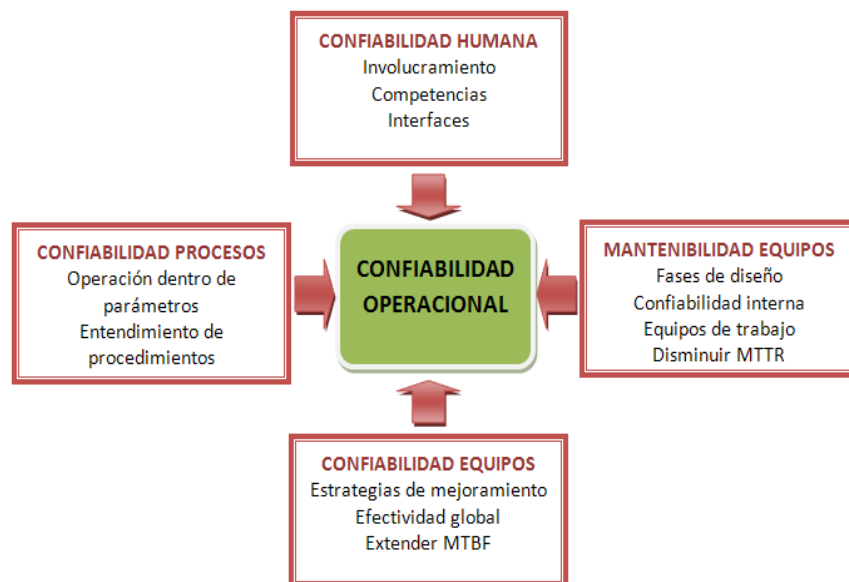 CONFIABILIDAD HUMANA
Involucramiento
Competencias
Interfaces
CONFIABILIDAD PROCESOS
Operación dentro de
parámetros
Entendimiento de
procedimientos
CONFIABILIDAD
OPERACIONAL
MANTENIBILIDAD EQUIPOS
Fases de diseño
Confiabilidad interna
Equipos de trabajo
Disminuir MTTR
CONFIABILIDAD EQUIPOS
Estrategias de mejoramiento
Efectividad global
Extender MTBF